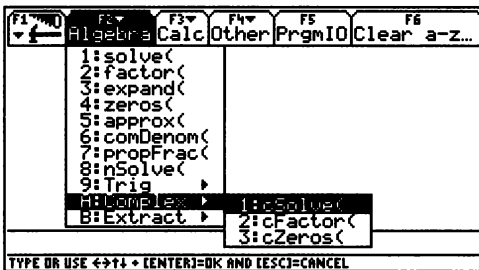 F1 F2 F3 F4 F5 F6
Algebra Calc Other PrgmIO Clear a-z…
1:solve(
2:factor(
3:expand(
4:zeros(
5:approx(
6:comDenom(
7:propFrac(
8:nSolve(
9:Trig
A:Complex
B:Extract
1:cSolve(
2:cFactor(
3:cZeros(
TYPE OR USE ←→↑↓ + [ENTER]=OK AND [ESC]=CANCEL